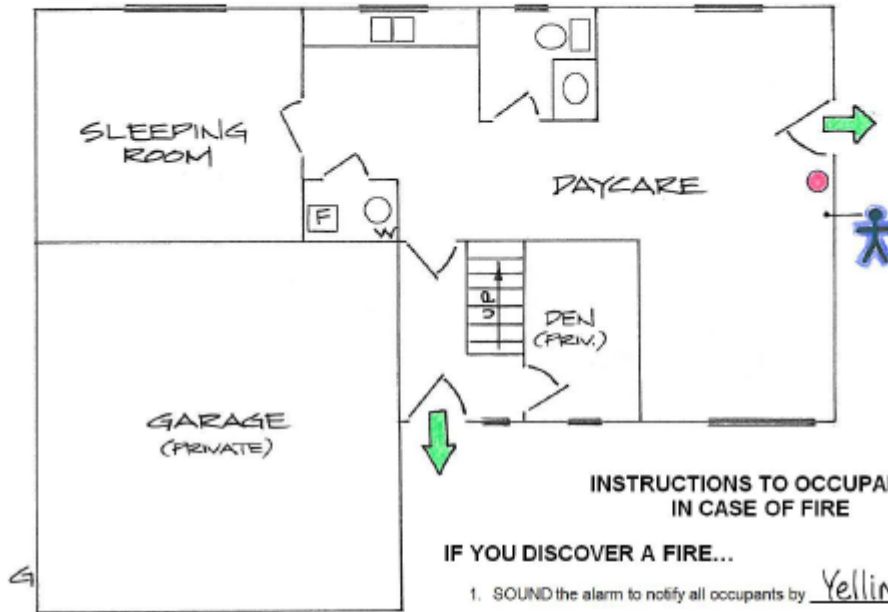 SLEEPING
ROOM
DAYCARE
F
W
UP
DEN
(PRIV.)
GARAGE
(PRIVATE)
G
INSTRUCTIONS TO OCCUPA
IN CASE OF FIRE
IF YOU DISCOVER A FIRE...
1. SOUND the alarm to notify all occupants by Yellin